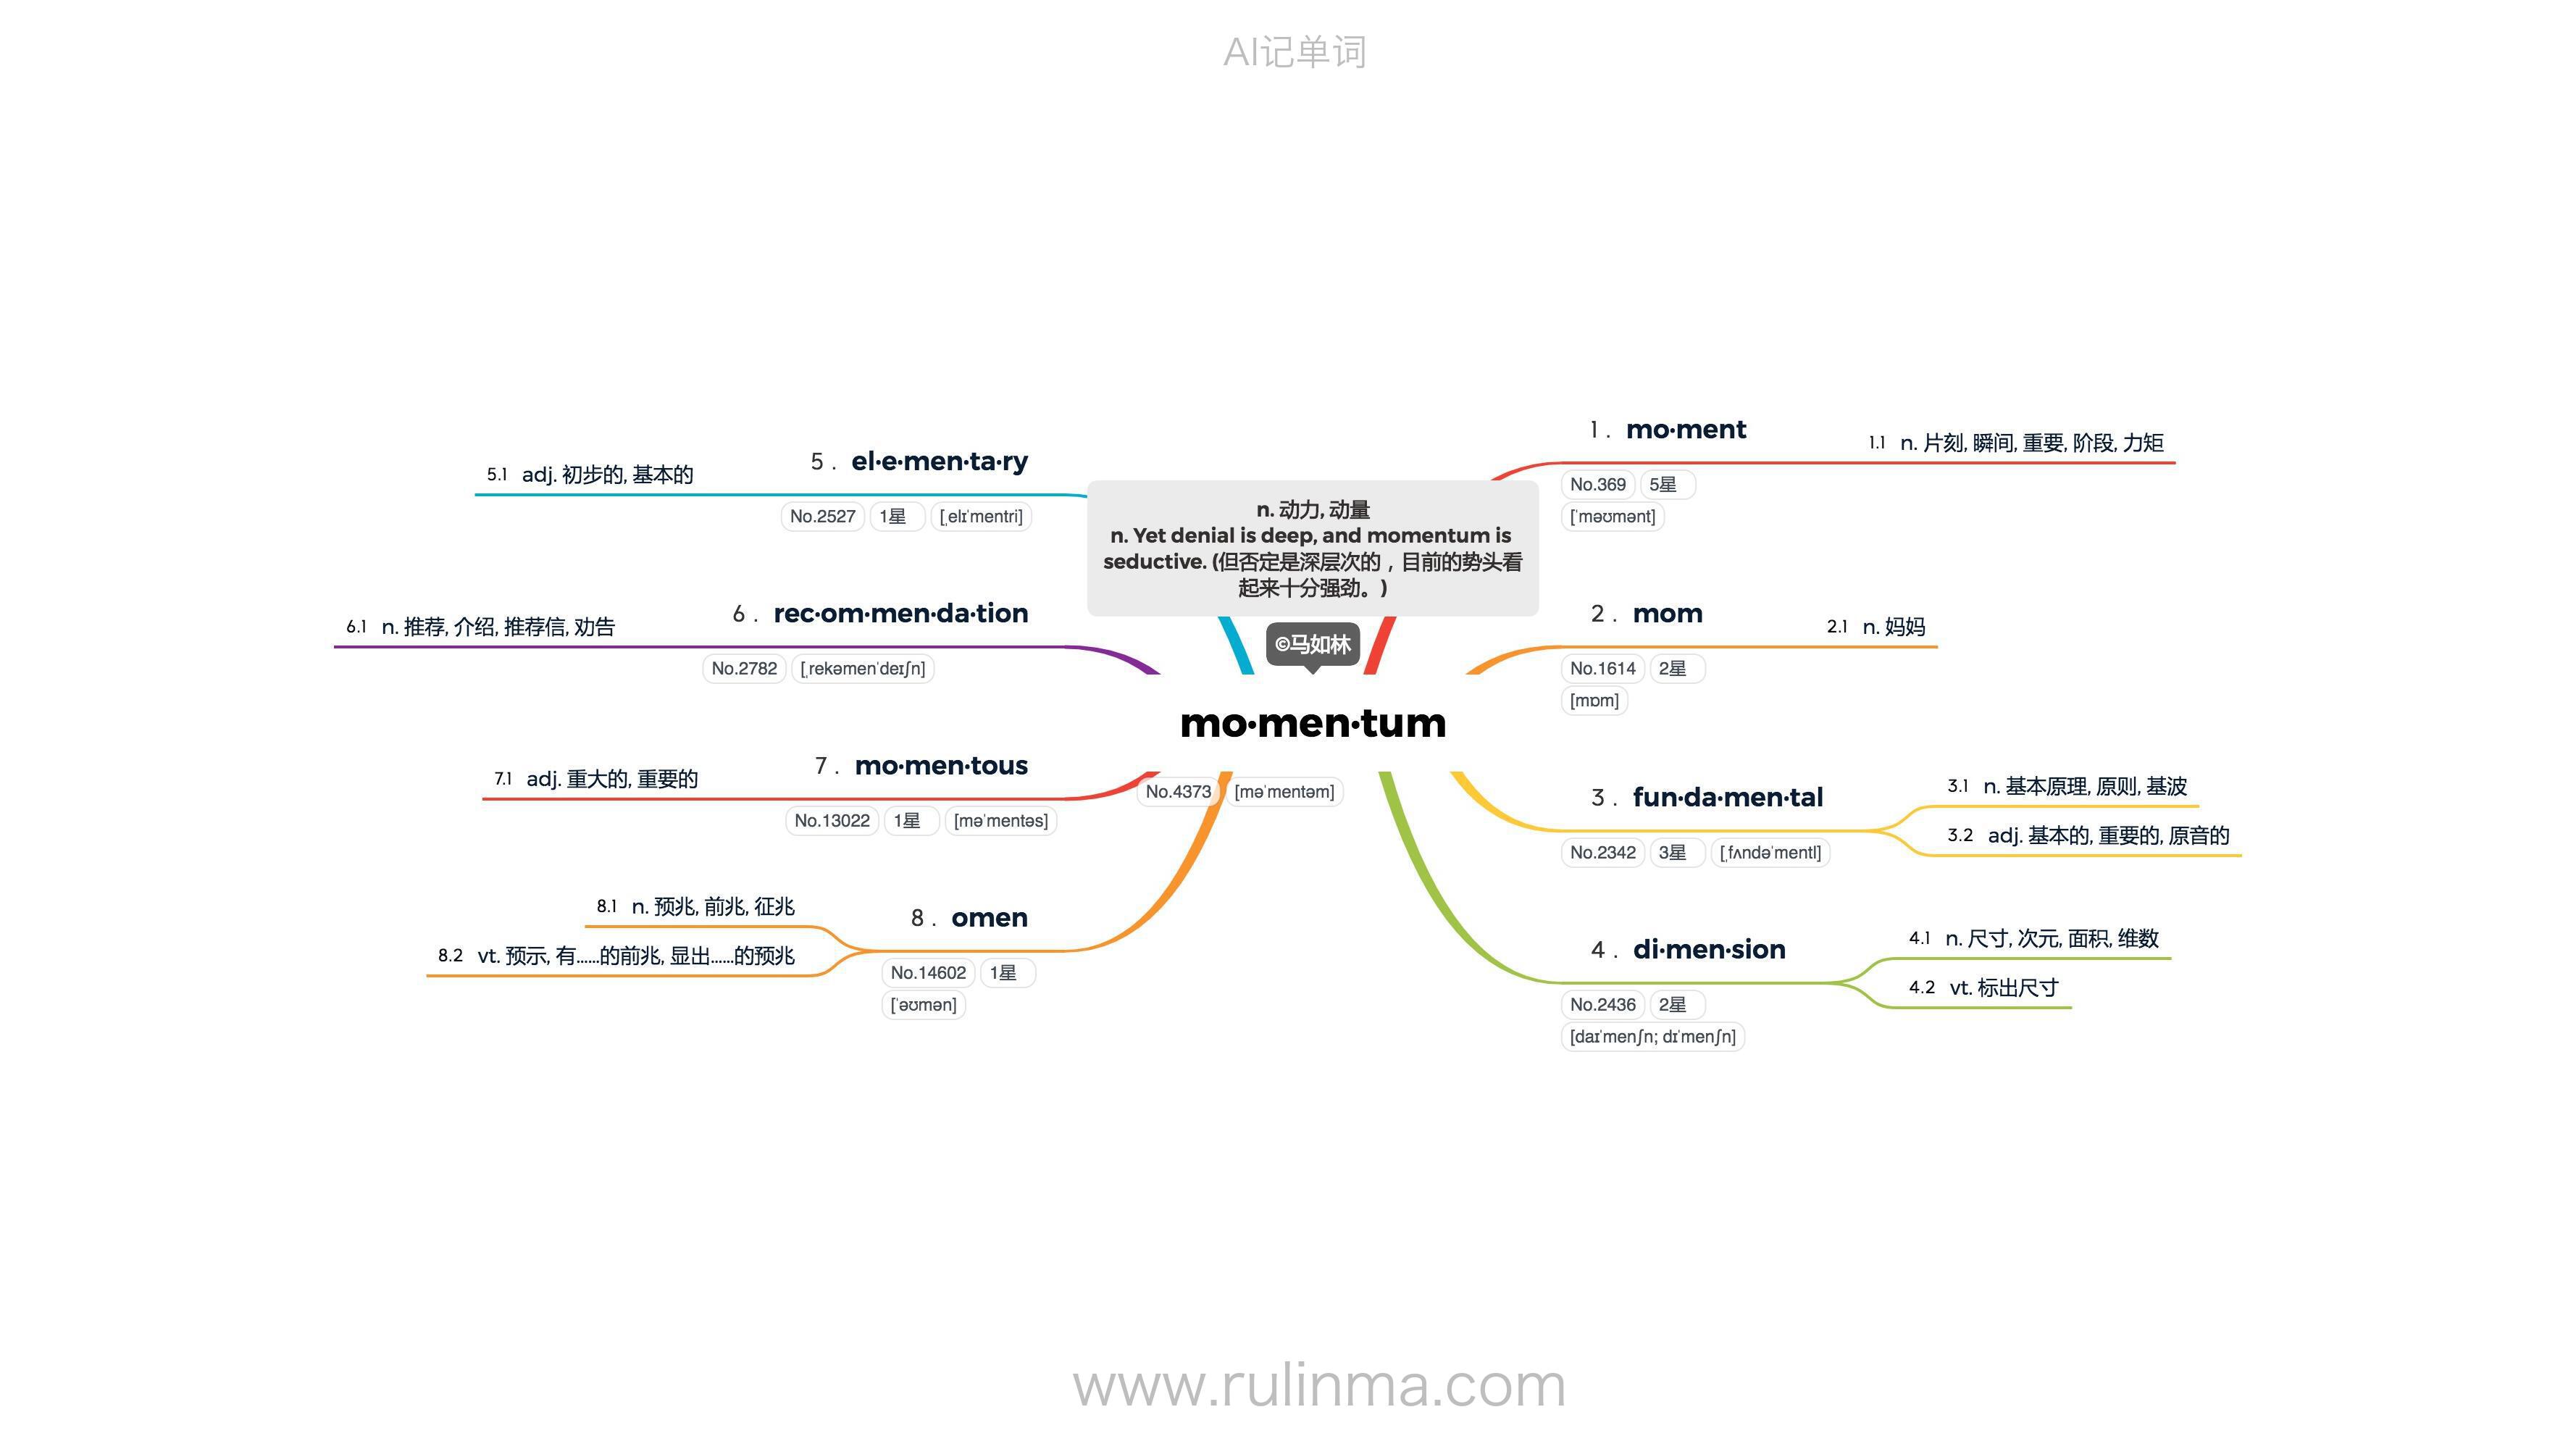 AI记单词
n. 动力, 动量
n. Yet denial is deep, and momentum is
seductive. (但否定是深层次的，目前的势头看
起来十分强劲。)
©马如林
mo·men·tum
No.4373 [məˈmentəm]
1 . mo·ment
No.369 5星
[ˈməʊmənt]
1.1 n. 片刻, 瞬间, 重要, 阶段, 力矩
2 . mom
No.1614 2星
[mɒm]
2.1 n. 妈妈
3 . fun·da·men·tal
No.2342 3星 [ˌfʌndəˈmentl]
3.1 n. 基本原理, 原则, 基波
3.2 adj. 基本的, 重要的, 原音的
4 . di·men·sion
No.2436 2星
[daɪˈmenʃn; dɪˈmenʃn]
4.1 n. 尺寸, 次元, 面积, 维数
4.2 vt. 标出尺寸
5 . el·e·men·ta·ry
No.2527 1星 [ˌelɪˈmentri]
5.1 adj. 初步的, 基本的
6 . rec·om·men·da·tion
No.2782 [ˌrekəmenˈdeɪʃn]
6.1 n. 推荐, 介绍, 推荐信, 劝告
7 . mo·men·tous
No.13022 1星 [məˈmentəs]
7.1 adj. 重大的, 重要的
8 . omen
No.14602 1星
[ˈəʊmən]
8.1 n. 预兆, 前兆, 征兆
8.2 vt. 预示, 有……的前兆, 显出……的预兆
www.rulinma.com